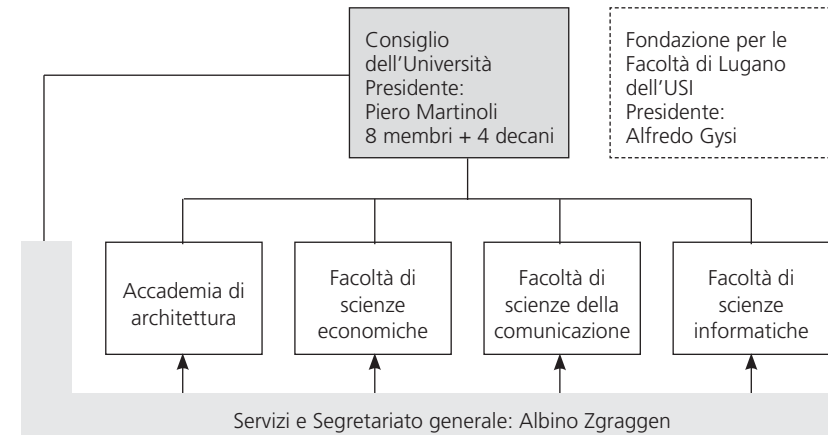 Consiglio
dell’Università
Presidente:
Piero Martinoli
8 membri + 4 decani
Fondazione per le
Facoltà di Lugano
dell’USI
Presidente:
Alfredo Gysi
Accademia di
architettura
Facoltà di
scienze
economiche
Facoltà di
scienze della
comunicazione
Facoltà di
scienze
informatiche
Servizi e Segretariato generale: Albino Zgraggen